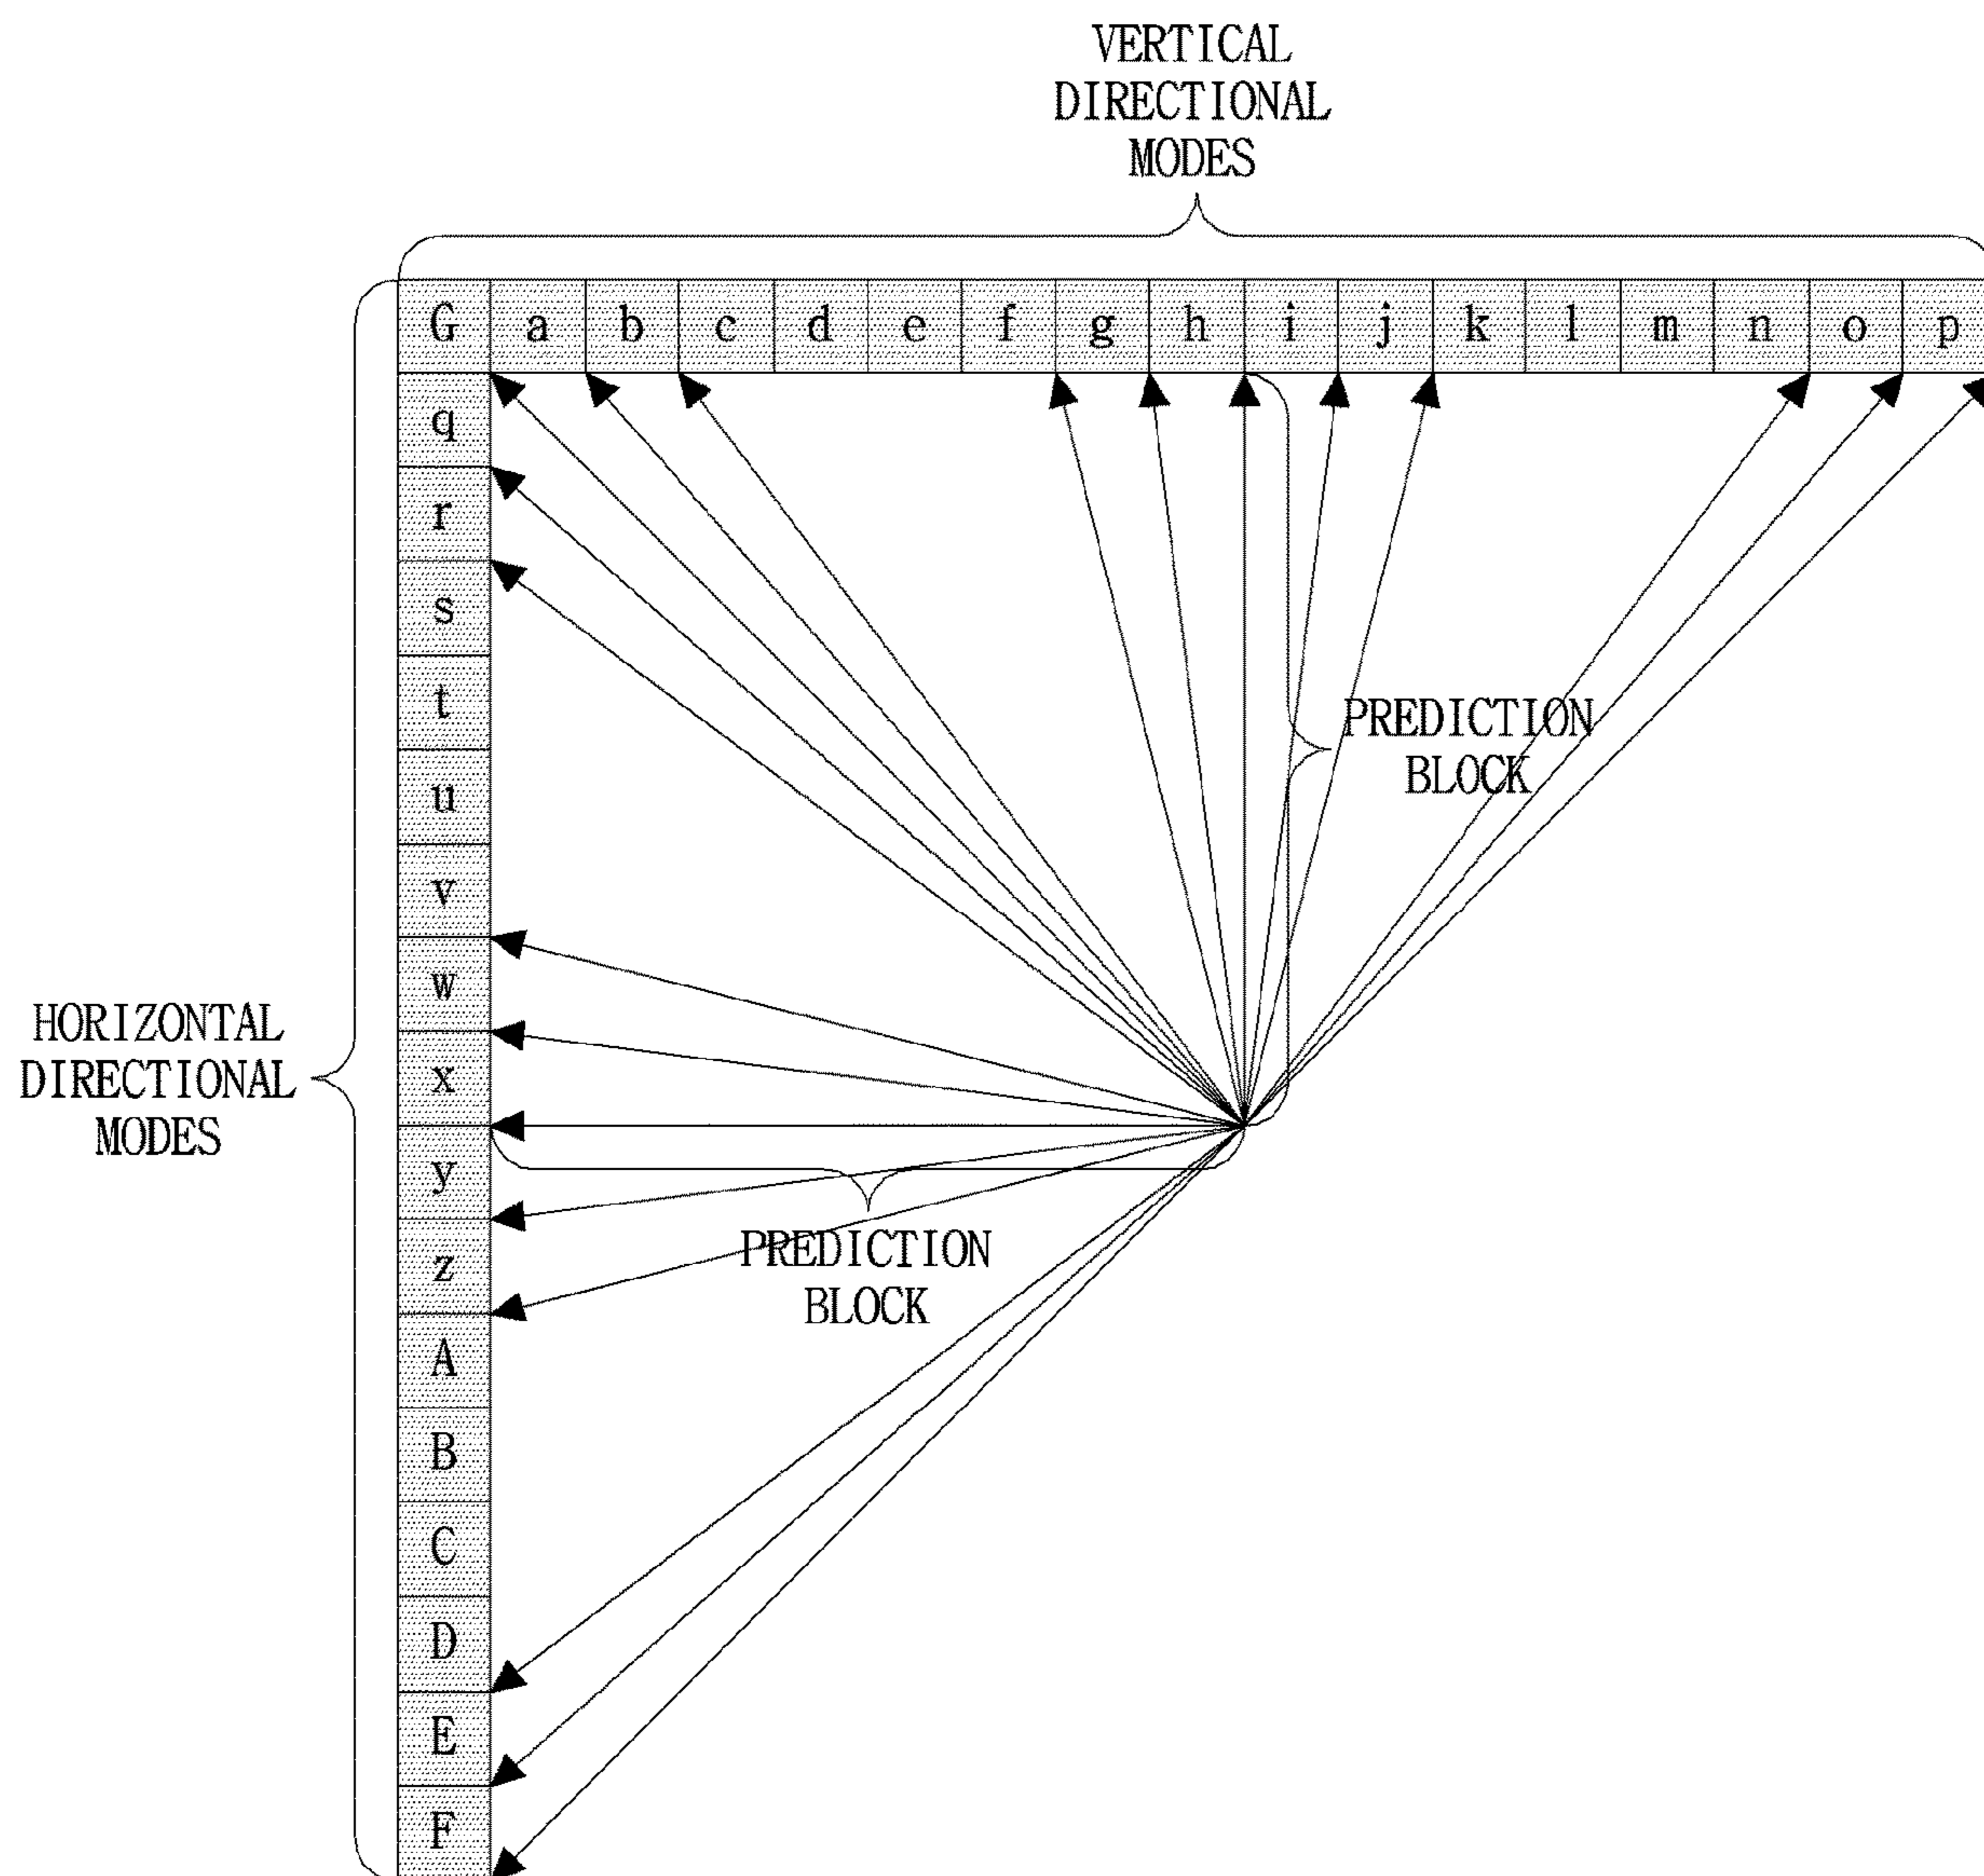 VERTICAL
DIRECTIONAL
MODES
G a b c d e f g h i j k l m n o p
q
r
s
t
u
v
w
x
y
z
A
B
C
D
E
F
PREDICTION
BLOCK
HORIZONTAL
DIRECTIONAL
MODES
PREDICTION
BLOCK